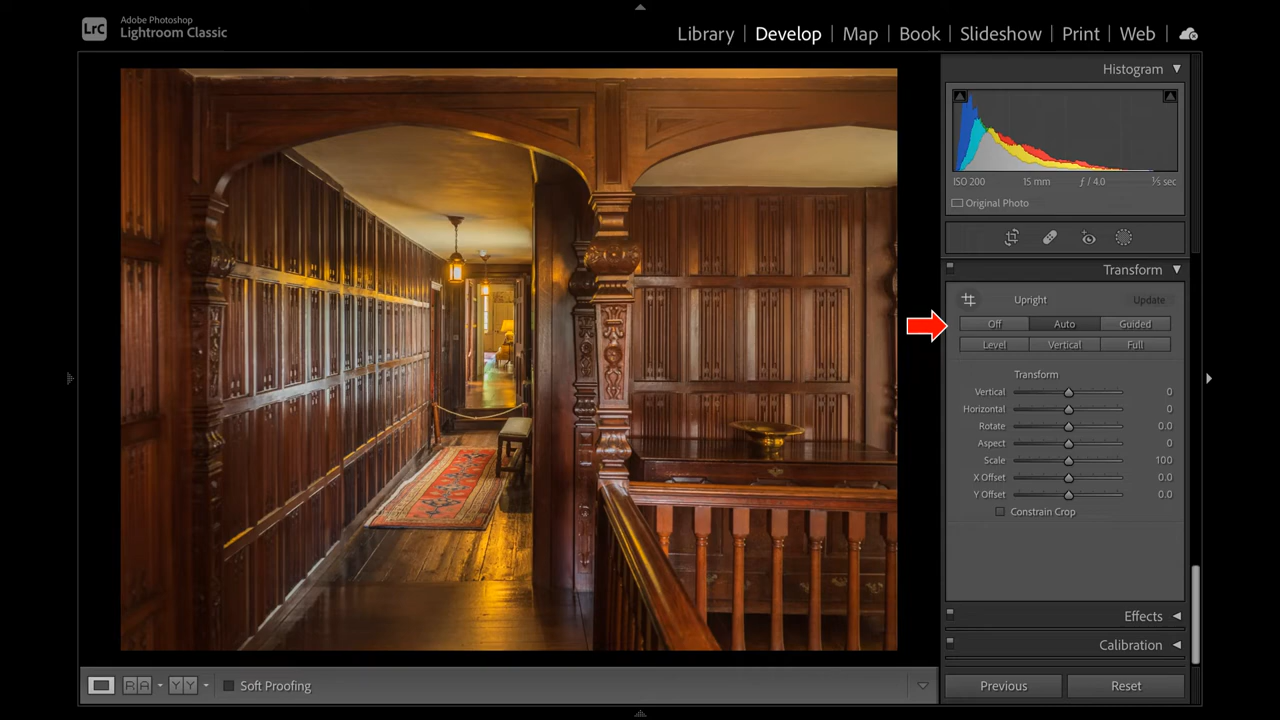 LrC
Adobe Photoshop
Lightroom Classic
Library | Develop | Map | Book | Slideshow | Print | Web
Histogram
ISO 200 15 mm ƒ / 4.0 ⅕ sec
Original Photo
Transform
Upright Update
Off Auto Guided
Level Vertical Full
Transform
Vertical 0
Horizontal 0
Rotate 0.0
Aspect 0
Scale 100
X Offset 0.0
Y Offset 0.0
Constrain Crop
Effects
Calibration
R A Y Y Soft Proofing
Previous Reset